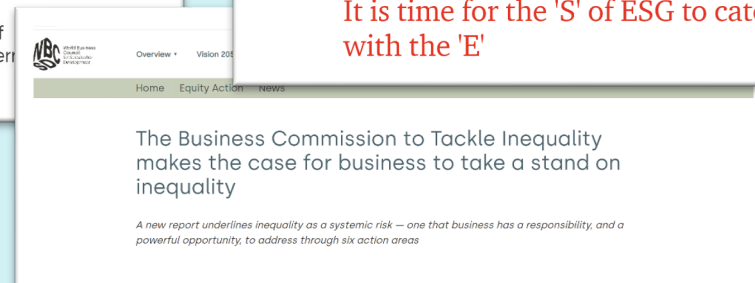 It is time for the 'S' of ESG to cat
with the 'E'
f
ern
World Business
Council
for Sustainable
Development
Overview
Vision 205
Home Equity Action News
The Business Commission to Tackle Inequality
makes the case for business to take a stand on
inequality
A new report underlines inequality as a systemic risk — one that business has a responsibility, and a
powerful opportunity, to address through six action areas